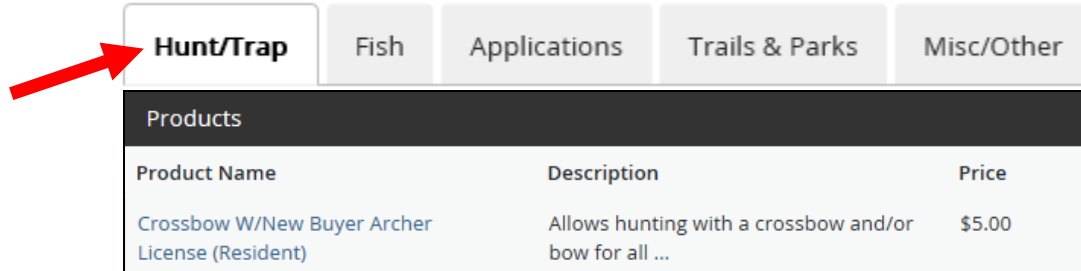 Hunt/Trap Fish Applications Trails & Parks Misc/Other
Products
Product Name Description Price
Crossbow W/New Buyer Archer Allows hunting with a crossbow and/or $5.00
License (Resident) bow for all ...